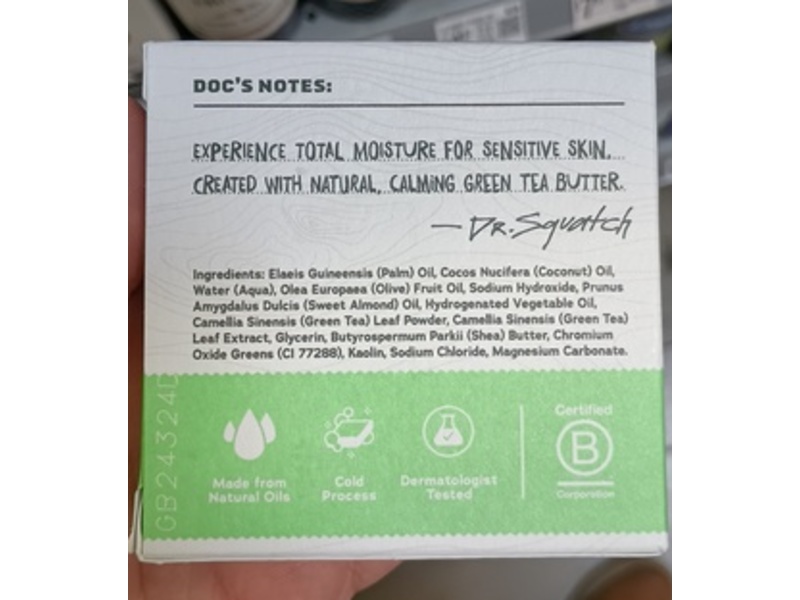 DOC'S NOTES:
EXPERIENCE TOTAL MOISTURE FOR SENSITIVE SKIN.
CREATED WITH NATURAL, CALMING GREEN TEA BUTTER.
— DR. Squatch
Ingredients: Elaeis Guineensis (Palm) Oil, Cocos Nucifera (Coconut) Oil,
Water (Aqua), Olea Europaea (Olive) Fruit Oil, Sodium Hydroxide, Prunus
Amygdalus Dulcis (Sweet Almond) Oil, Hydrogenated Vegetable Oil,
Camellia Sinensis (Green Tea) Leaf Powder, Camellia Sinensis (Green Tea)
Leaf Extract, Glycerin, Butyrospermum Parkii (Shea) Butter, Chromium
Oxide Greens (CI 77288), Kaolin, Sodium Chloride, Magnesium Carbonate.
GB24324D
Made from
Natural Oils
Cold
Process
Dermatologist
Tested
Certified
B
Corporation